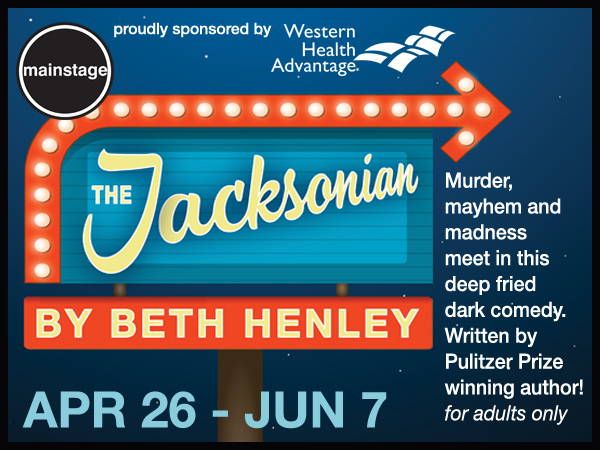 proudly sponsored by
Western
Health
Advantage
mainstage
THE Jacksonian
BY BETH HENLEY
APR 26 - JUN 7
Murder,
mayhem and
madness
meet in this
deep fried
dark comedy.
Written by
Pulitzer Prize
winning author!
for adults only